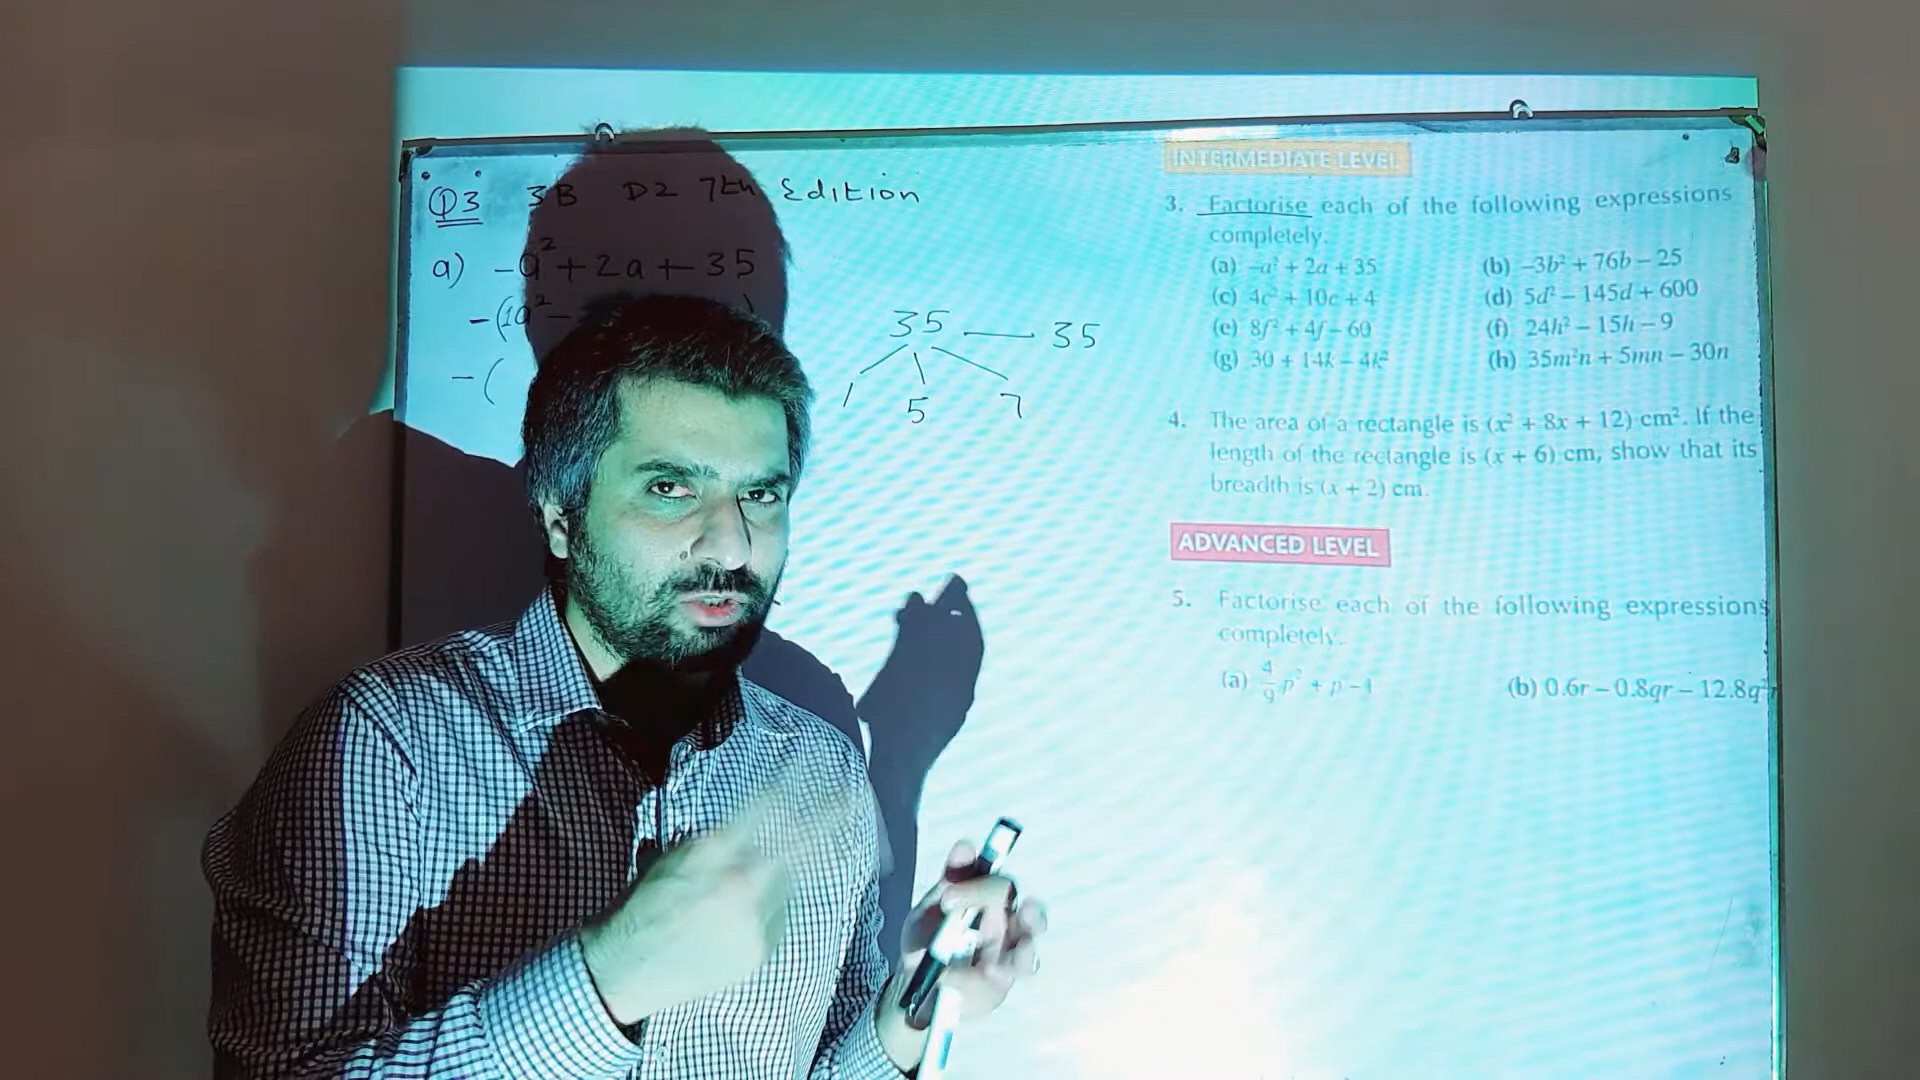 Q3 3B D2 7th Edition
a) -a² + 2a + 35
-(1a² -
-(
35 — 35
1 5 7
INTERMEDIATE LEVEL
3. Factorise each of the following expressions
completely.
(a) -a² + 2a + 35 (b) -3b² + 76b - 25
(c) 4c² + 10c + 4 (d) 5d² - 145d + 600
(e) 8f² + 4f - 60 (f) 24h² - 15h - 9
(g) 30 + 14k - 4k² (h) 35m²n + 5mn - 30n
4. The area of a rectangle is (x² + 8x + 12) cm². If the
length of the rectangle is (x + 6) cm, show that its
breadth is (x + 2) cm.
ADVANCED LEVEL
5. Factorise each of the following expressions
completely.
(a) 4/9 p² + p - 1 (b) 0.6r - 0.8qr - 12.8q²r